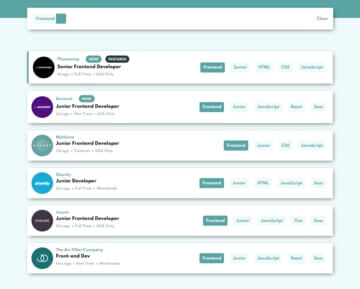 Frontend
Clear
Photosnap NEW! FEATURED
Senior Frontend Developer
1d ago • Full Time • USA Only
Frontend Senior HTML CSS JavaScript
Account NEW!
Junior Frontend Developer
2d ago • Part Time • USA Only
Frontend Junior JavaScript React Sass
MyHome
Junior Frontend Developer
5d ago • Contract • USA Only
Frontend Junior CSS JavaScript
Shortly
shortly
Junior Developer
2w ago • Full Time • Worldwide
Frontend Junior HTML JavaScript Sass
Insure
Junior Frontend Developer
2w ago • Full Time • USA Only
Frontend Junior JavaScript Vue Sass
The Air Filter Company
Front-end Dev
1mo ago • Part Time • Worldwide
Frontend Junior JavaScript React Sass